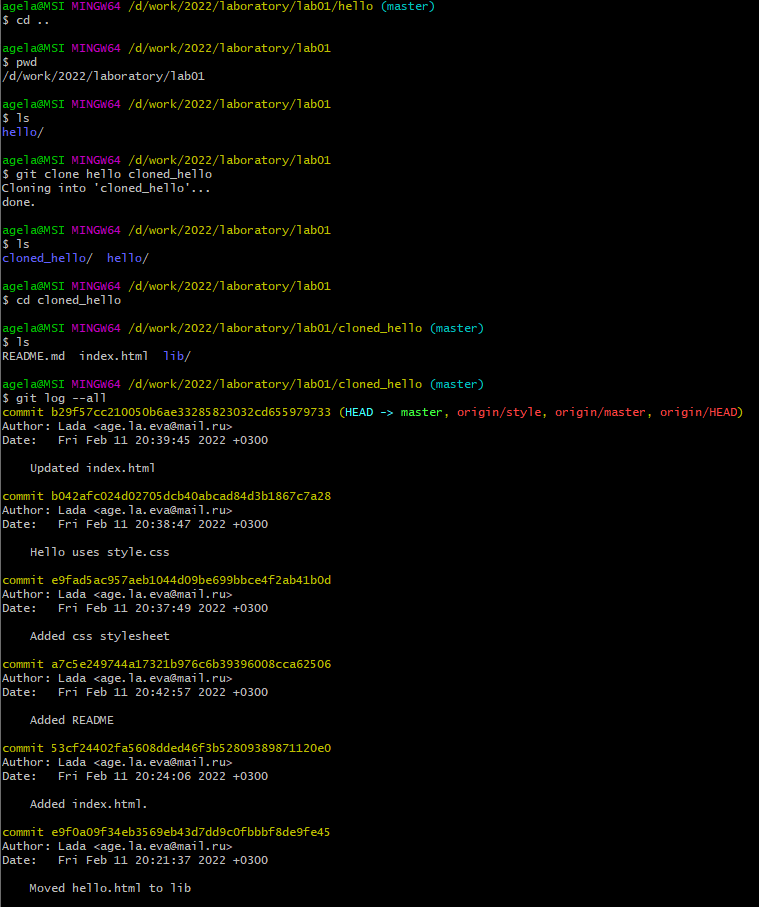 agela@MSI MINGW64 /d/work/2022/laboratory/lab01/hello (master)
$ cd ..
agela@MSI MINGW64 /d/work/2022/laboratory/lab01
$ pwd
/d/work/2022/laboratory/lab01
agela@MSI MINGW64 /d/work/2022/laboratory/lab01
$ ls
hello/
agela@MSI MINGW64 /d/work/2022/laboratory/lab01
$ git clone hello cloned_hello
Cloning into 'cloned_hello'...
done.
agela@MSI MINGW64 /d/work/2022/laboratory/lab01
$ ls
cloned_hello/  hello/
agela@MSI MINGW64 /d/work/2022/laboratory/lab01
$ cd cloned_hello
agela@MSI MINGW64 /d/work/2022/laboratory/lab01/cloned_hello (master)
$ ls
README.md  index.html  lib/
agela@MSI MINGW64 /d/work/2022/laboratory/lab01/cloned_hello (master)
$ git log --all
commit b29f57cc210050b6ae33285823032cd655979733 (HEAD -> master, origin/style, origin/master, origin/HEAD)
Author: Lada <age.la.eva@mail.ru>
Date:   Fri Feb 11 20:39:45 2022 +0300
Updated index.html
commit b042afc024d02705dcb40abcad84d3b1867c7a28
Author: Lada <age.la.eva@mail.ru>
Date:   Fri Feb 11 20:38:47 2022 +0300
Hello uses style.css
commit e9fad5ac957aeb1044d09be699bbce4f2ab41b0d
Author: Lada <age.la.eva@mail.ru>
Date:   Fri Feb 11 20:37:49 2022 +0300
Added css stylesheet
commit a7c5e249744a17321b976c6b39396008cca62506
Author: Lada <age.la.eva@mail.ru>
Date:   Fri Feb 11 20:42:57 2022 +0300
Added README
commit 53cf24402fa5608dded46f3b52809389871120e0
Author: Lada <age.la.eva@mail.ru>
Date:   Fri Feb 11 20:24:06 2022 +0300
Added index.html.
commit e9f0a09f34eb3569eb43d7dd9c0fbbbf8de9fe45
Author: Lada <age.la.eva@mail.ru>
Date:   Fri Feb 11 20:21:37 2022 +0300
Moved hello.html to lib